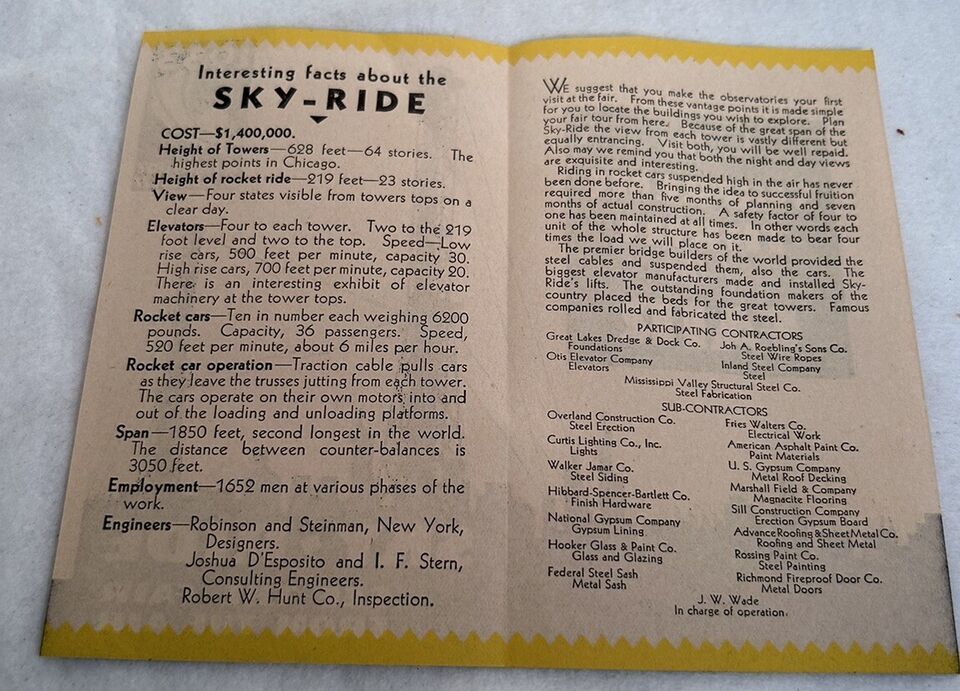 Interesting facts about the
SKY-RIDE
COST—$1,400,000.
Height of Towers—628 feet—64 stories. The
highest points in Chicago.
Height of rocket ride—219 feet—23 stories.
View—Four states visible from towers tops on a
clear day.
Elevators—Four to each tower. Two to the 219
foot level and two to the top. Speed—Low
rise cars, 500 feet per minute, capacity 30.
High rise cars, 700 feet per minute, capacity 20.
There is an interesting exhibit of elevator
machinery at the tower tops.
Rocket cars—Ten in number each weighing 6200
pounds. Capacity, 36 passengers. Speed,
520 feet per minute, about 6 miles per hour.
Rocket car operation—Traction cable pulls cars
as they leave the trusses jutting from each tower.
The cars operate on their own motors into and
out of the loading and unloading platforms.
Span—1850 feet, second longest in the world.
The distance between counter-balances is
3050 feet.
Employment—1652 men at various phases of the
work.
Engineers—Robinson and Steinman, New York,
Designers.
Joshua D'Esposito and I. F. Stern,
Consulting Engineers.
Robert W. Hunt Co., Inspection.
WE suggest that you make the observatories your first
visit at the fair. From these vantage points it is made simple
for you to locate the buildings you wish to explore. Plan
your fair tour from here. Because of the great span of the
Sky-Ride the view from each tower is vastly different but
equally entrancing. Visit both, you will be well repaid.
Also may we remind you that both the night and day views
are exquisite and interesting.
Riding in rocket cars suspended high in the air has never
been done before. Bringing the idea to successful fruition
required more than five months of planning and seven
months of actual construction. A safety factor of four to
one has been maintained at all times. In other words each
unit of the whole structure has been made to bear four
times the load we will place on it.
The premier bridge builders of the world provided the
steel cables and suspended them, also the cars. The
biggest elevator manufacturers made and installed Sky-
Ride's lifts. The outstanding foundation makers of the
country placed the beds for the great towers. Famous
companies rolled and fabricated the steel.
PARTICIPATING CONTRACTORS
Great Lakes Dredge & Dock Co.
Foundations
Joh A. Roebling's Sons Co.
Steel Wire Ropes
Otis Elevator Company
Elevators
Inland Steel Company
Steel
Mississippi Valley Structural Steel Co.
Steel Fabrication
SUB-CONTRACTORS
Overland Construction Co.
Steel Erection
Fries Walters Co.
Electrical Work
Curtis Lighting Co., Inc.
Lights
American Asphalt Paint Co.
Paint Materials
Walker Jamar Co.
Steel Siding
U. S. Gypsum Company
Metal Roof Decking
Hibbard-Spencer-Bartlett Co.
Finish Hardware
Marshall Field & Company
Magnacite Flooring
National Gypsum Company
Gypsum Lining
Sill Construction Company
Erection Gypsum Board
Hooker Glass & Paint Co.
Glass and Glazing
Advance Roofing & Sheet Metal Co.
Roofing and Sheet Metal
Federal Steel Sash
Metal Sash
Rossing Paint Co.
Steel Painting
Richmond Fireproof Door Co.
Metal Doors
J. W. Wade
In charge of operation.